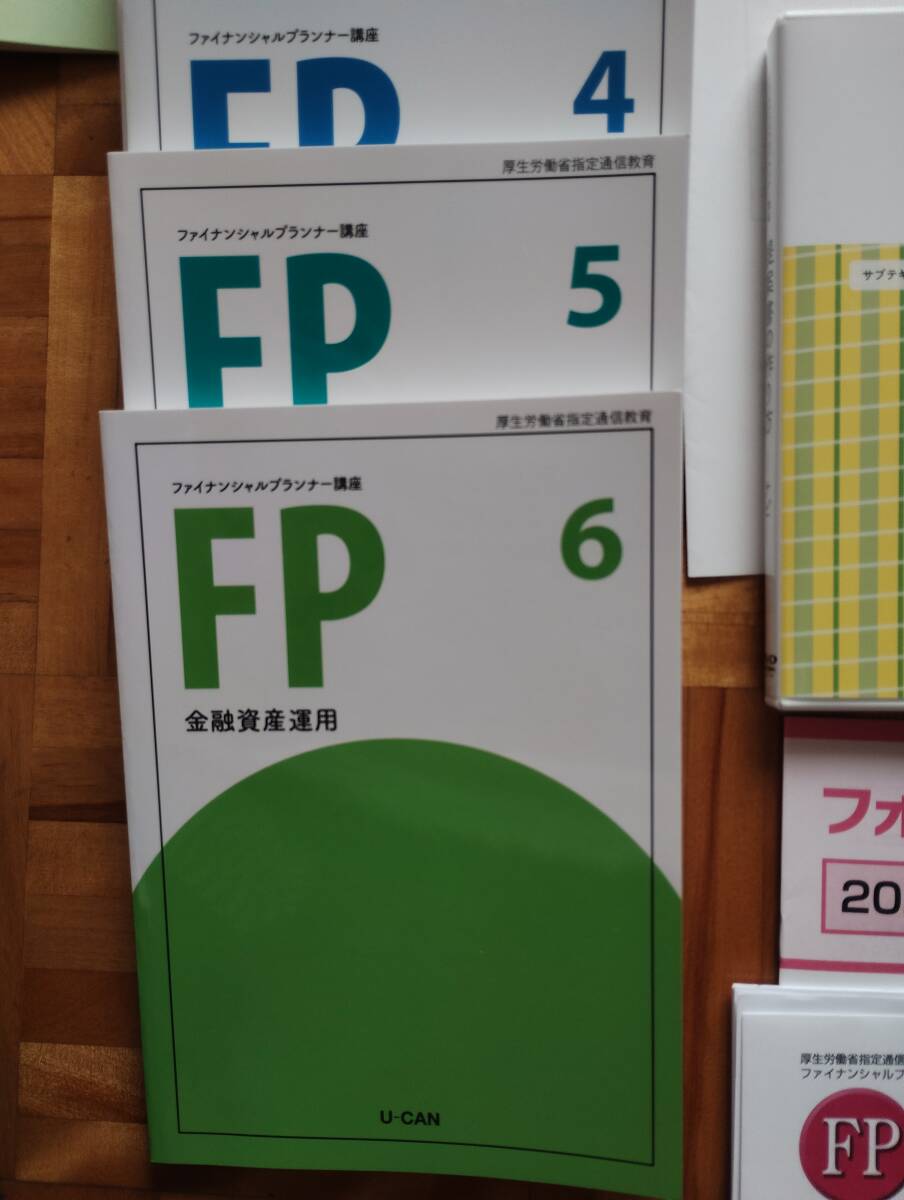 ファイナンシャルプランナー講座
FP
4
厚生労働省指定通信教育
ファイナンシャルプランナー講座
FP
5
厚生労働省指定通信教育
ファイナンシャルプランナー講座
FP
6
金融資産運用
U-CAN
サブテキ
フォ
20
厚生労働省指定通信
ファイナンシャルプ
FP